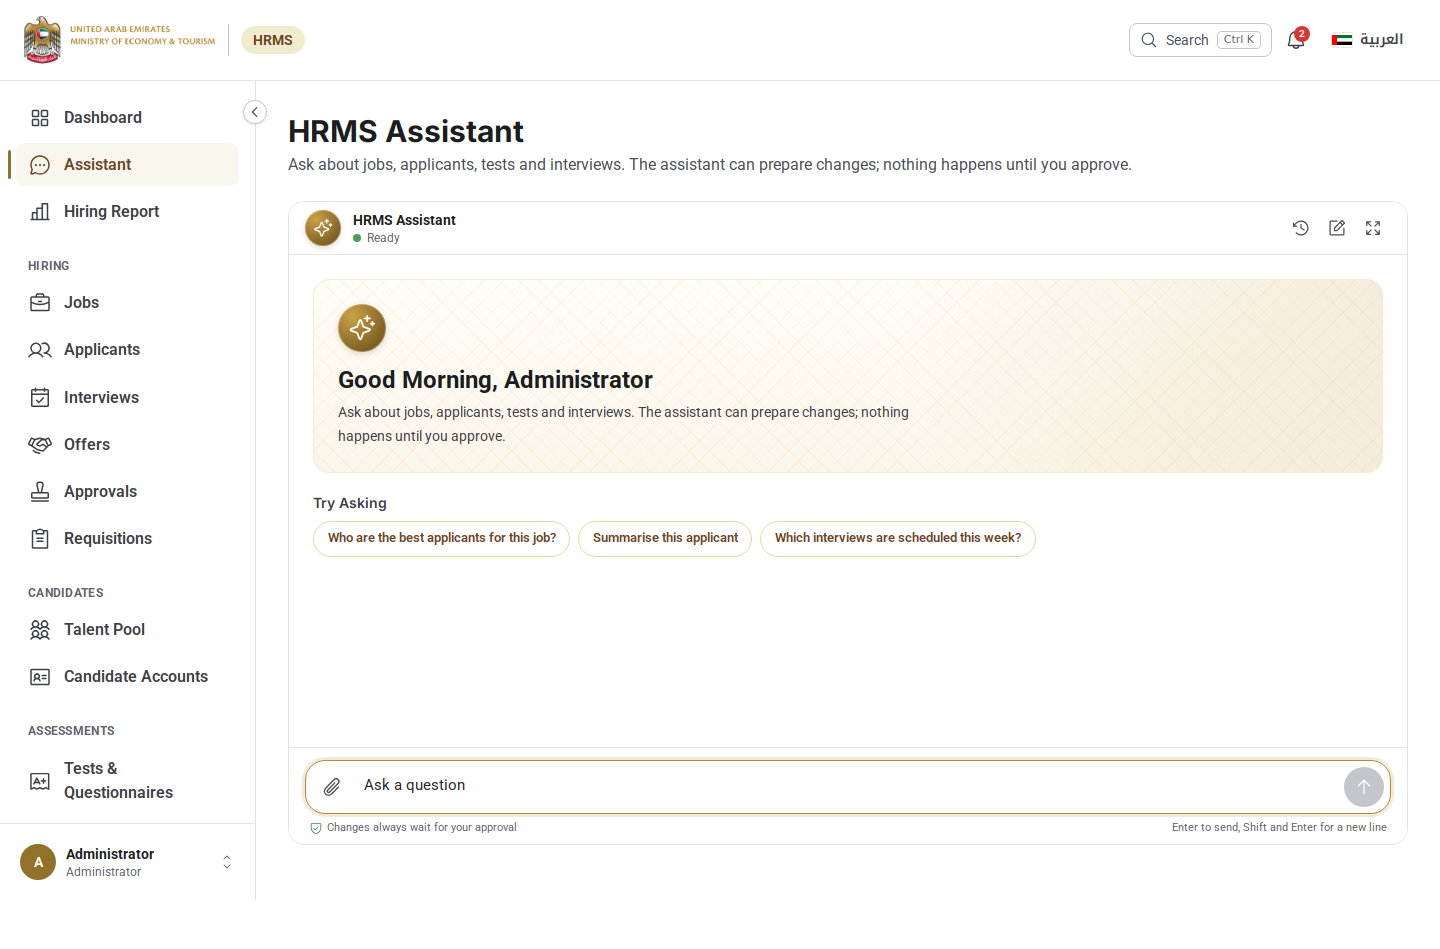 UNITED ARAB EMIRATES
MINISTRY OF ECONOMY & TOURISM
HRMS
Search Ctrl K
2
العربية
Dashboard
Assistant
Hiring Report
HIRING
Jobs
Applicants
Interviews
Offers
Approvals
Requisitions
CANDIDATES
Talent Pool
Candidate Accounts
ASSESSMENTS
Tests &
Questionnaires
A
Administrator
Administrator
HRMS Assistant
Ask about jobs, applicants, tests and interviews. The assistant can prepare changes; nothing happens until you approve.
HRMS Assistant
Ready
Good Morning, Administrator
Ask about jobs, applicants, tests and interviews. The assistant can prepare changes; nothing
happens until you approve.
Try Asking
Who are the best applicants for this job?
Summarise this applicant
Which interviews are scheduled this week?
Ask a question
Changes always wait for your approval
Enter to send, Shift and Enter for a new line